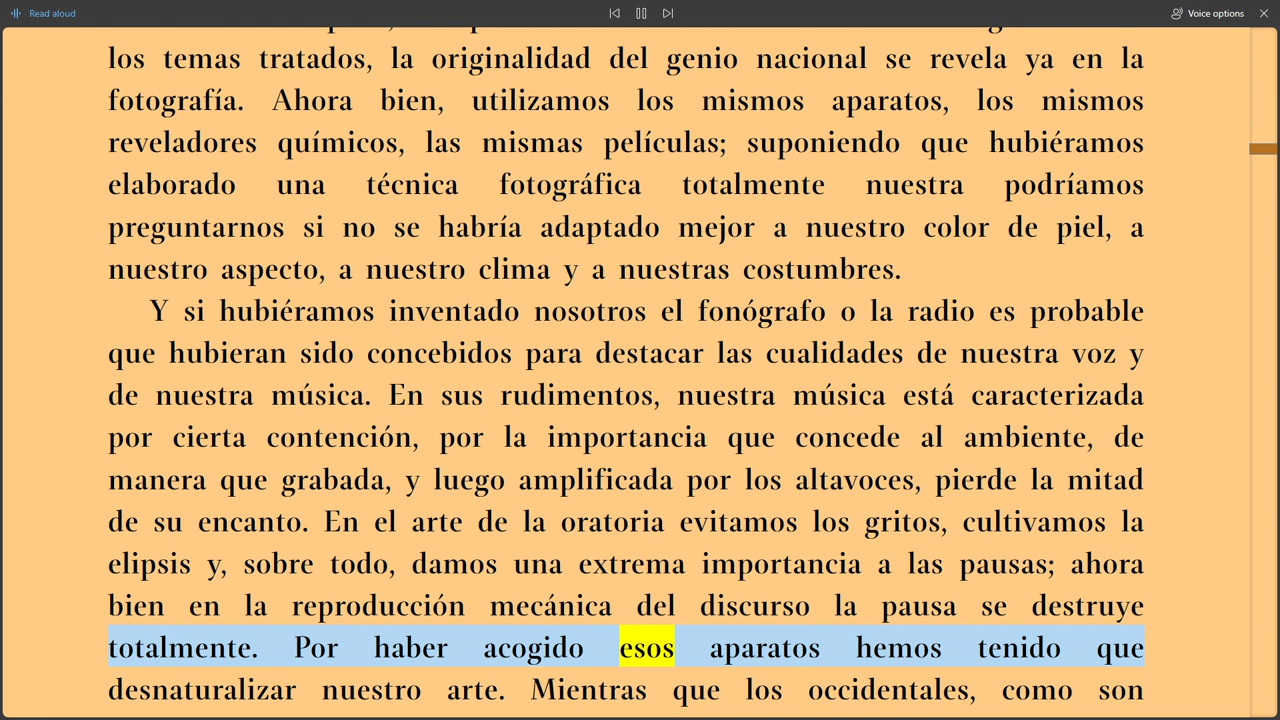 Read aloud
Voice options
los temas tratados, la originalidad del genio nacional se revela ya en la
fotografía. Ahora bien, utilizamos los mismos aparatos, los mismos
reveladores químicos, las mismas películas; suponiendo que hubiéramos
elaborado una técnica fotográfica totalmente nuestra podríamos
preguntarnos si no se habría adaptado mejor a nuestro color de piel, a
nuestro aspecto, a nuestro clima y a nuestras costumbres.
Y si hubiéramos inventado nosotros el fonógrafo o la radio es probable
que hubieran sido concebidos para destacar las cualidades de nuestra voz y
de nuestra música. En sus rudimentos, nuestra música está caracterizada
por cierta contención, por la importancia que concede al ambiente, de
manera que grabada, y luego amplificada por los altavoces, pierde la mitad
de su encanto. En el arte de la oratoria evitamos los gritos, cultivamos la
elipsis y, sobre todo, damos una extrema importancia a las pausas; ahora
bien en la reproducción mecánica del discurso la pausa se destruye
totalmente. Por haber acogido esos aparatos hemos tenido que
desnaturalizar nuestro arte. Mientras que los occidentales, como son